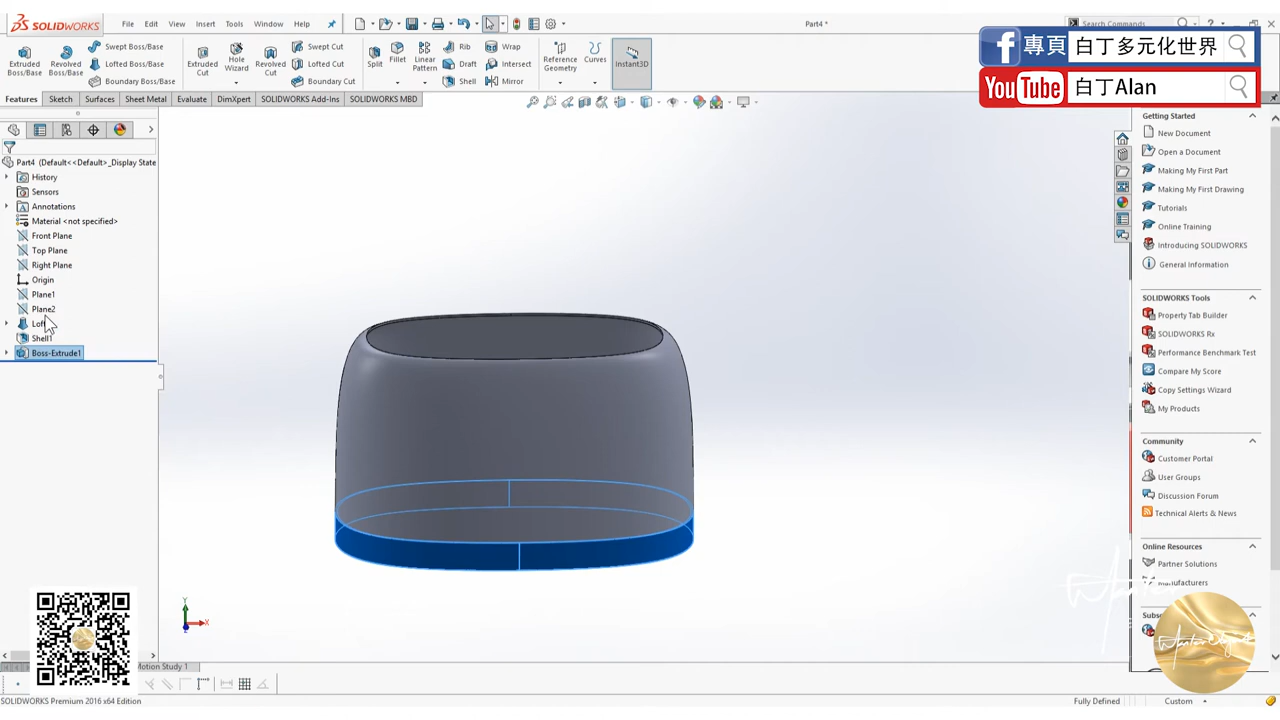 SOLIDWORKS
File Edit View Insert Tools Window Help
Part4 *
Search Commands
Extruded Boss/Base
Revolved Boss/Base
Swept Boss/Base
Lofted Boss/Base
Boundary Boss/Base
Extruded Cut
Hole Wizard
Revolved Cut
Swept Cut
Lofted Cut
Boundary Cut
Split
Fillet
Linear Pattern
Rib
Draft
Shell
Wrap
Intersect
Mirror
Reference Geometry
Curves
Instant3D
專頁 白丁多元化世界
YouTube 白丁Alan
Features Sketch Surfaces Sheet Metal Evaluate DimXpert SOLIDWORKS Add-Ins SOLIDWORKS MBD
Part4 (Default<<Default>_Display State
History
Sensors
Annotations
Material <not specified>
Front Plane
Top Plane
Right Plane
Origin
Plane1
Plane2
Shell1
Boss-Extrude1
Getting Started
New Document
Open a Document
Making My First Part
Making My First Drawing
Tutorials
Online Training
Introducing SOLIDWORKS
General Information
SOLIDWORKS Tools
Property Tab Builder
SOLIDWORKS Rx
Performance Benchmark Test
Compare My Score
Copy Settings Wizard
My Products
Community
Customer Portal
User Groups
Discussion Forum
Technical Alerts & News
Online Resources
Partner Solutions
Manufacturers
Y
X
Z
Motion Study 1
SOLIDWORKS Premium 2016 x64 Edition
Fully Defined
Custom